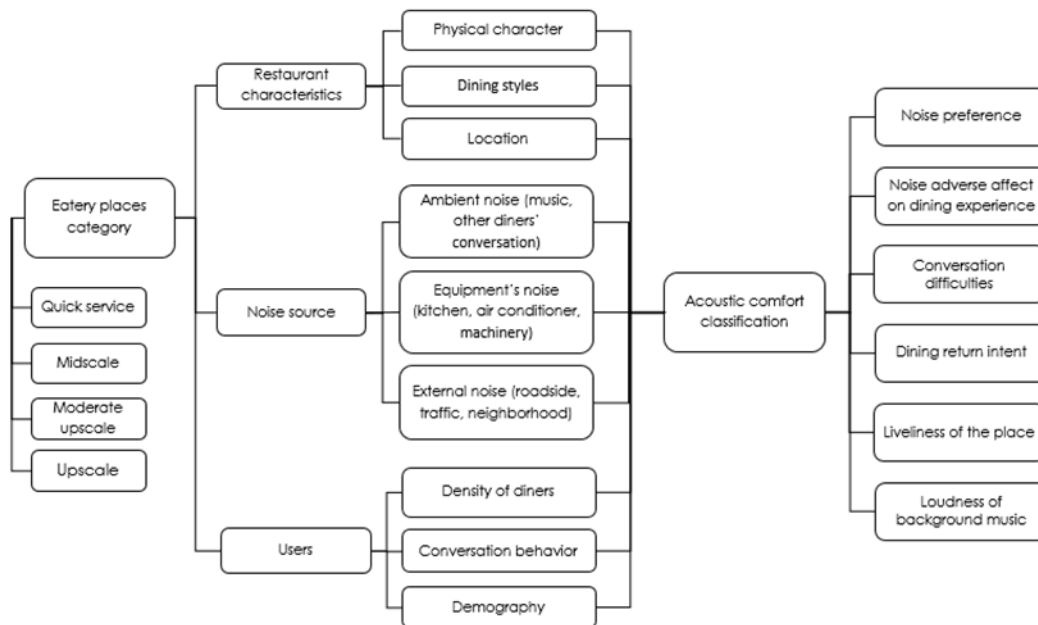 Eatery places
category
Quick service
Midscale
Moderate
upscale
Upscale
Restaurant
characteristics
Noise source
Users
Physical character
Dining styles
Location
Ambient noise (music,
other diners'
conversation)
Equipment's noise
(kitchen, air conditioner,
machinery)
External noise (roadside,
traffic, neighborhood)
Density of diners
Conversation behavior
Demography
Acoustic comfort
classification
Noise preference
Noise adverse affect
on dining experience
Conversation
difficulties
Dining return intent
Liveliness of the place
Loudness of
background music